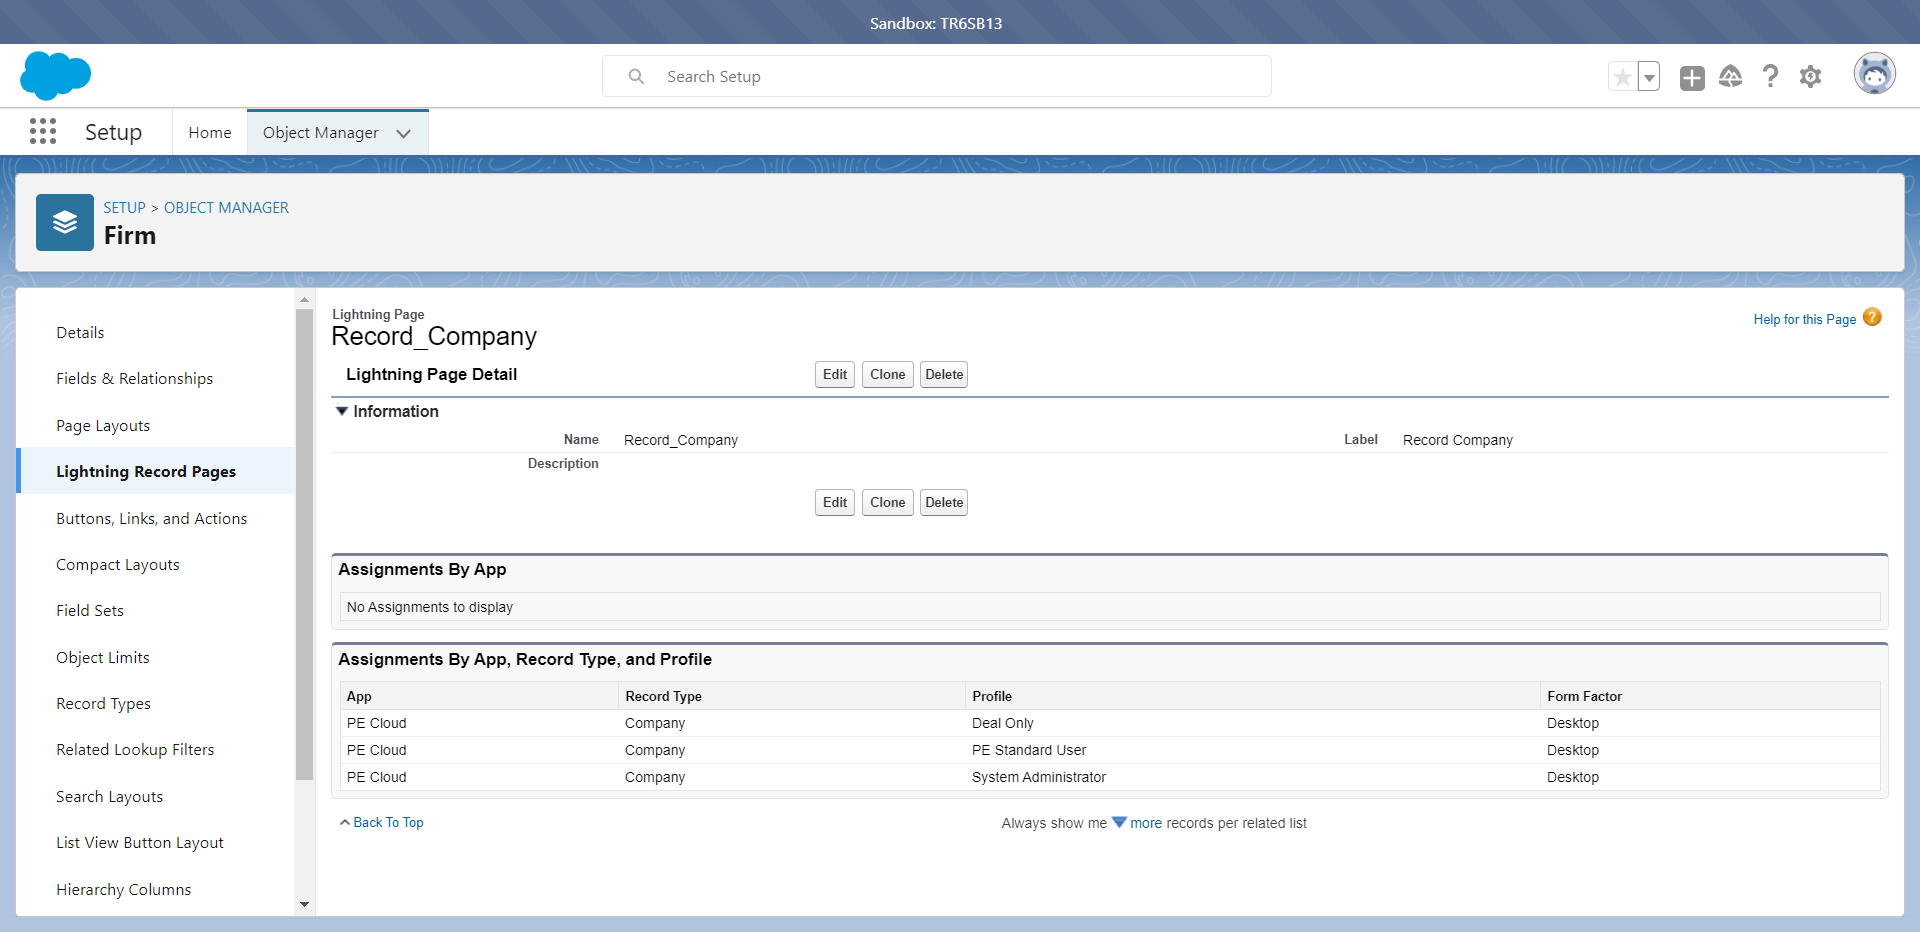 Sandbox: TR6SB13
Search Setup
Setup
Home
Object Manager
SETUP > OBJECT MANAGER
Firm
Details
Fields & Relationships
Page Layouts
Lightning Record Pages
Buttons, Links, and Actions
Compact Layouts
Field Sets
Object Limits
Record Types
Related Lookup Filters
Search Layouts
List View Button Layout
Hierarchy Columns
Lightning Page
Record_Company
Help for this Page ?
Lightning Page Detail
Edit Clone Delete
Information
Name Record_Company Label Record Company
Description
Edit Clone Delete
Assignments By App
No Assignments to display
Assignments By App, Record Type, and Profile
App Record Type Profile Form Factor
PE Cloud Company Deal Only Desktop
PE Cloud Company PE Standard User Desktop
PE Cloud Company System Administrator Desktop
Back To Top
Always show me more records per related list